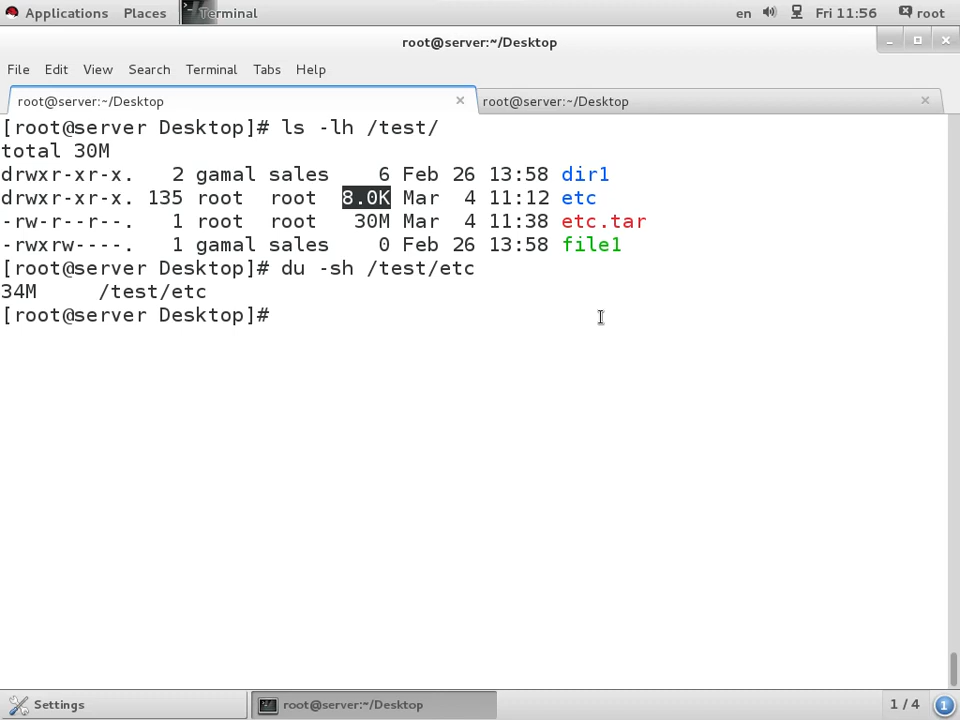 Applications Places Terminal en Fri 11:56 root
root@server:~/Desktop
File Edit View Search Terminal Tabs Help
root@server:~/Desktop root@server:~/Desktop
[root@server Desktop]# ls -lh /test/
total 30M
drwxr-xr-x. 2 gamal sales 6 Feb 26 13:58 dir1
drwxr-xr-x. 135 root root 8.0K Mar 4 11:12 etc
-rw-r--r--. 1 root root 30M Mar 4 11:38 etc.tar
-rwxrw----. 1 gamal sales 0 Feb 26 13:58 file1
[root@server Desktop]# du -sh /test/etc
34M /test/etc
[root@server Desktop]#
Settings root@server:~/Desktop 1 / 4 1